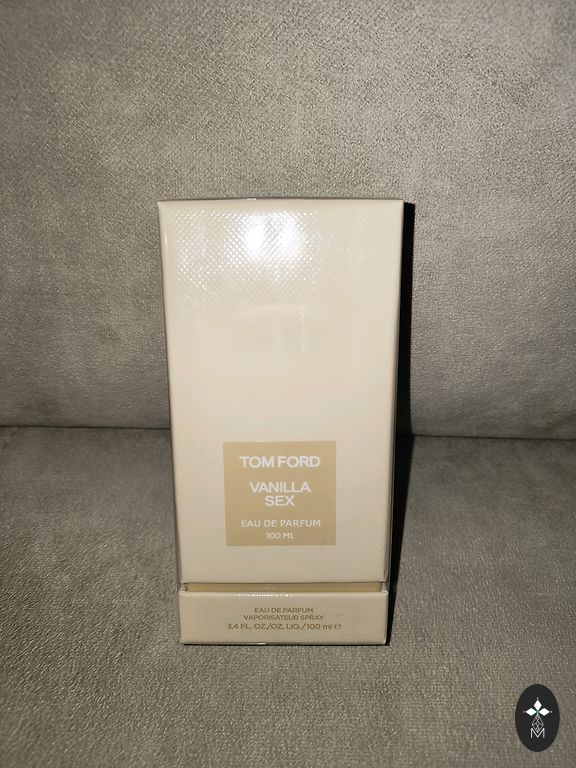 TOM FORD
VANILLA
SEX
EAU DE PARFUM
100 ML
EAU DE PARFUM
VAPORISATEUR SPRAY
3.4 FL. OZ./OZ. LIQ./100 ml ℮
M